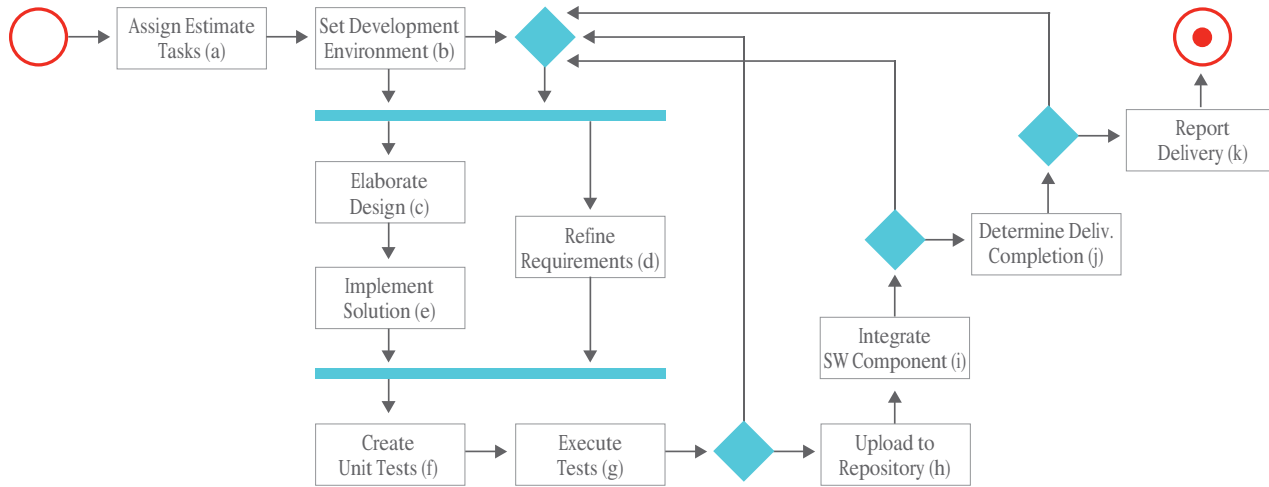 Assign Estimate
Tasks (a)
Set Development
Environment (b)
Elaborate
Design (c)
Refine
Requirements (d)
Implement
Solution (e)
Create
Unit Tests (f)
Execute
Tests (g)
Upload to
Repository (h)
Integrate
SW Component (i)
Determine Deliv.
Completion (j)
Report
Delivery (k)